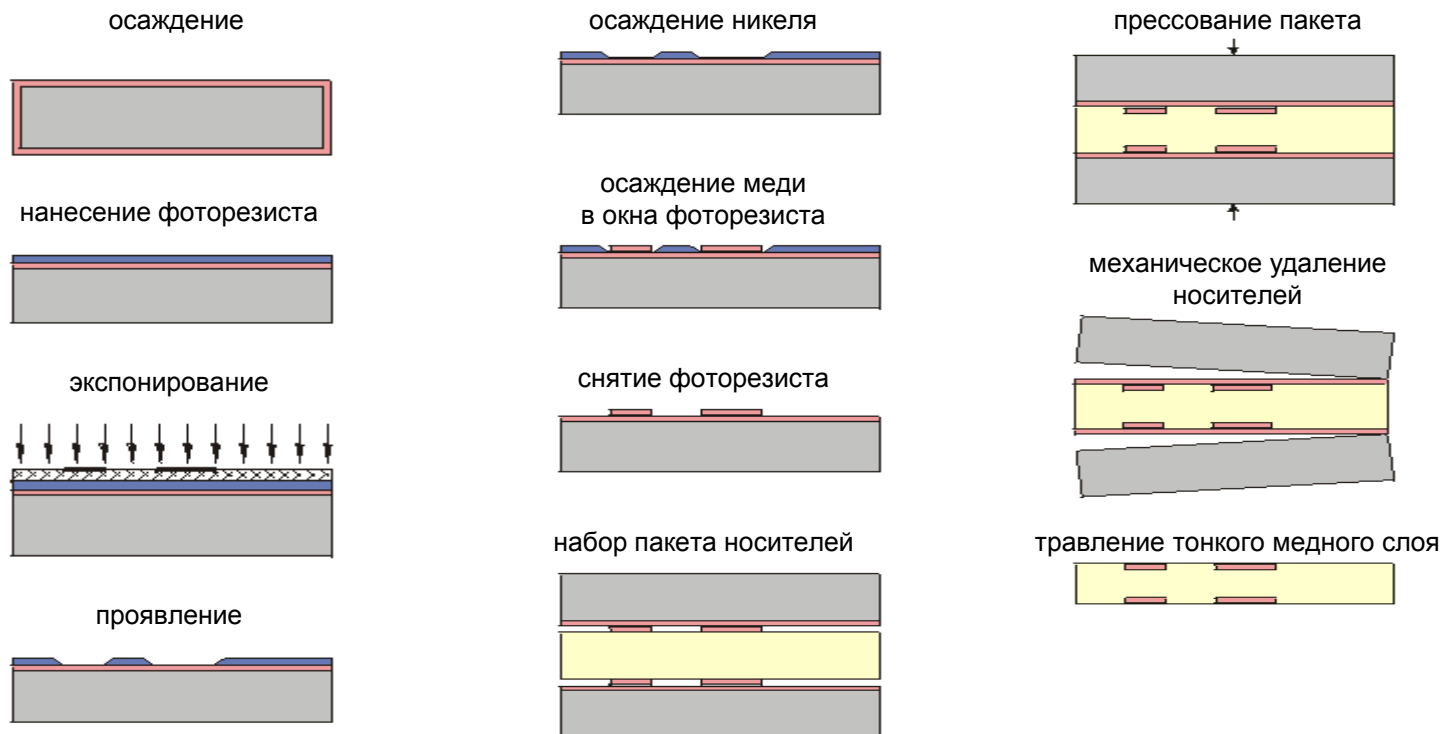 осаждение
нанесение фоторезиста
экспонирование
проявление
осаждение никеля
осаждение меди
в окна фоторезиста
снятие фоторезиста
набор пакета носителей
прессование пакета
механическое удаление
носителей
травление тонкого медного слоя